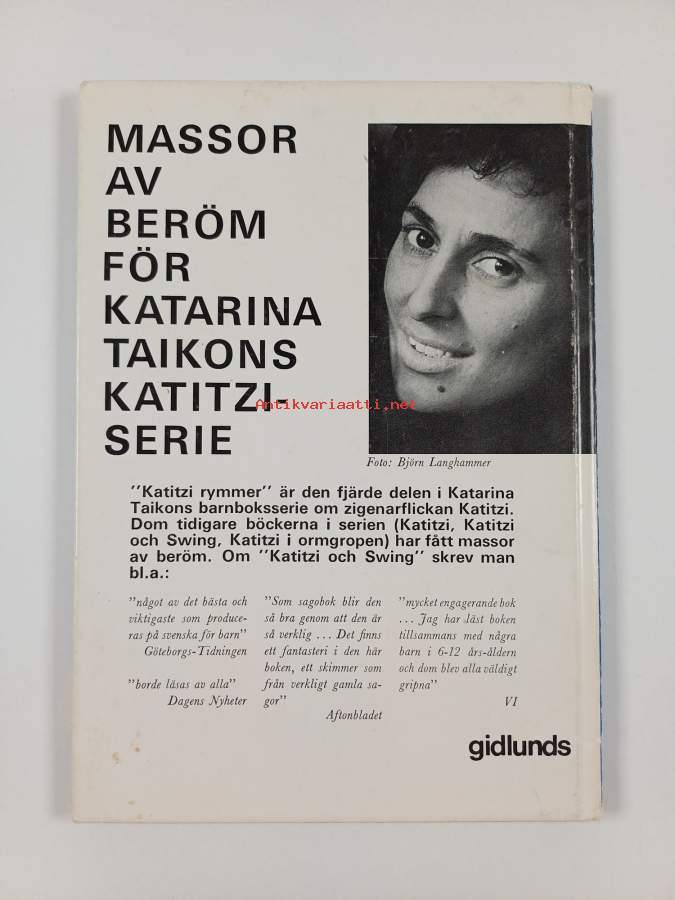 MASSOR
AV
BERÖM
FÖR
KATARINA
TAIKONS
KATITZI-
SERIE
Antikvariaatti.net
Foto: Björn Langhammer
"Katitzi rymmer" är den fjärde delen i Katarina
Taikons barnboksserie om zigenarflickan Katitzi.
Dom tidigare böckerna i serien (Katitzi, Katitzi
och Swing, Katitzi i ormgropen) har fått massor
av beröm. Om "Katitzi och Swing" skrev man
bl.a.:
"något av det bästa och
viktigaste som produce-
ras på svenska för barn"
Göteborgs-Tidningen
"borde läsas av alla"
Dagens Nyheter
"Som sagobok blir den
så bra genom att den är
så verklig ... Det finns
ett fantasteri i den här
boken, ett skimmer som
från verkligt gamla sa-
gor"
Aftonbladet
"mycket engagerande bok
... Jag har läst boken
tillsammans med några
barn i 6-12 års-åldern
och dom blev alla väldigt
gripna"
VI
gidlunds